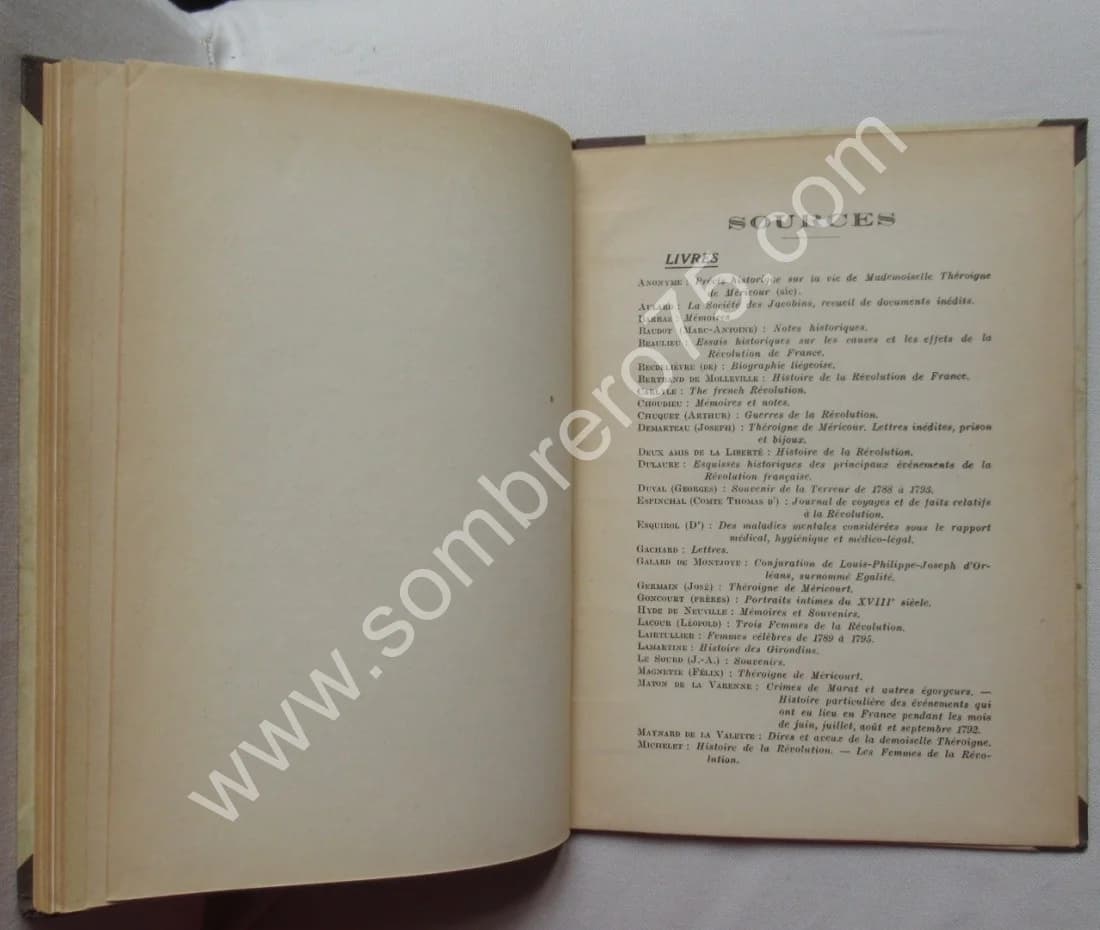 SOURCES
LIVRES
ANONYME : Précis historique sur la vie de Mademoiselle Théroigne
de Méricour (sic).
AULARD : La Société des Jacobins, recueil de documents inédits.
BARRAS : Mémoires
BAUDOT (MARC-ANTOINE) : Notes historiques.
BEAULIEU : Essais historiques sur les causes et les effets de la
Révolution de France.
BECDELIÈVRE (DE) : Biographie liégeoise.
BERTRAND DE MOLLEVILLE : Histoire de la Révolution de France.
CARLYLE : The french Révolution.
CHOUDIEU : Mémoires et notes.
CHUQUET (ARTHUR) : Guerres de la Révolution.
DEMARTEAU (JOSEPH) : Théroigne de Méricour. Lettres inédites, prison
et bijoux.
DEUX AMIS DE LA LIBERTÉ : Histoire de la Révolution.
DULAURE : Esquisses historiques des principaux événements de la
Révolution française.
DUVAL (GEORGES) : Souvenir de la Terreur de 1788 à 1793.
ESPINCHAL (COMTE THOMAS D') : Journal de voyages et de faits relatifs
à la Révolution.
ESQUIROL (Dr) : Des maladies mentales considérées sous le rapport
médical, hygiénique et médico-légal.
GACHARD : Lettres.
GALARD DE MONTJOYE : Conjuration de Louis-Philippe-Joseph d'Or-
léans, surnommé Egalité.
GERMAIN (JOSÉ) : Théroigne de Méricourt.
GONCOURT (FRÈRES) : Portraits intimes du XVIIIe siècle.
HYDE DE NEUVILLE : Mémoires et Souvenirs.
LACOUR (LÉOPOLD) : Trois Femmes de la Révolution.
LAIRTULLIER : Femmes célèbres de 1789 à 1795.
LAMARTINE : Histoire des Girondins.
LE SOURD (J.-A.) : Souvenirs.
MAGNETTE (FÉLIX) : Théroigne de Méricourt.
MATON DE LA VARENNE : Crimes de Marat et autres égorgeurs. —
Histoire particulière des événements qui
ont eu lieu en France pendant les mois
de juin, juillet, août et septembre 1792.
MAYNARD DE LA VALETTE : Dires et aveux de la demoiselle Théroigne.
MICHELET : Histoire de la Révolution. — Les Femmes de la Révo-
lution.
www.sombrero75.com